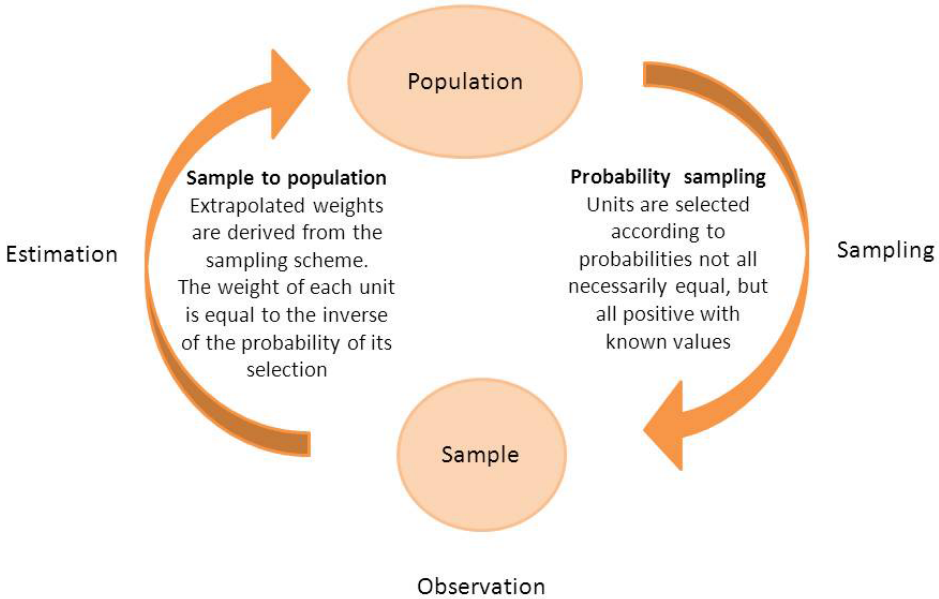 Population
Sample to population
Extrapolated weights
are derived from the
sampling scheme.
The weight of each unit
is equal to the inverse
of the probability of its
selection
Probability sampling
Units are selected
according to
probabilities not all
necessarily equal, but
all positive with
known values
Estimation
Sampling
Sample
Observation